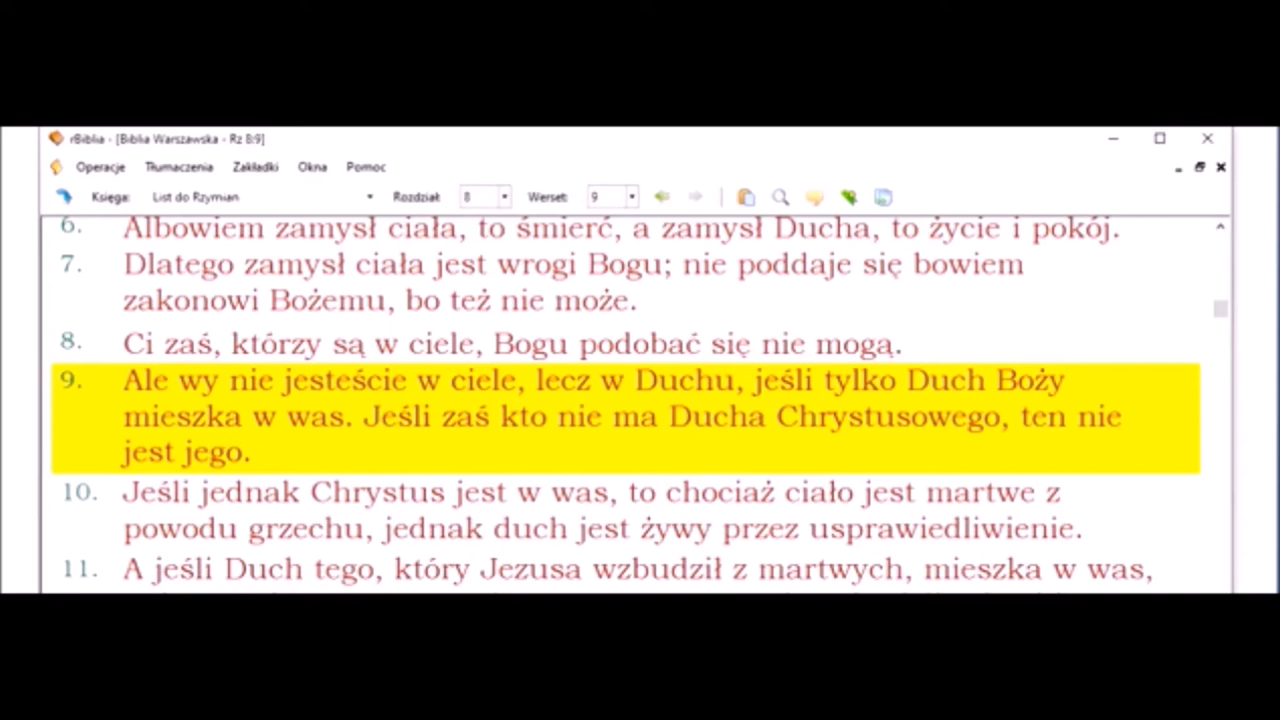 rBiblia - [Biblia Warszawska - Rz 8:9]
Operacje Tłumaczenia Zakładki Okna Pomoc
Księga: List do Rzymian Rozdział: 8 Werset: 9
6. Albowiem zamysł ciała, to śmierć, a zamysł Ducha, to życie i pokój.
7. Dlatego zamysł ciała jest wrogi Bogu; nie poddaje się bowiem
zakonowi Bożemu, bo też nie może.
8. Ci zaś, którzy są w ciele, Bogu podobać się nie mogą.
9. Ale wy nie jesteście w ciele, lecz w Duchu, jeśli tylko Duch Boży
mieszka w was. Jeśli zaś kto nie ma Ducha Chrystusowego, ten nie
jest jego.
10. Jeśli jednak Chrystus jest w was, to chociaż ciało jest martwe z
powodu grzechu, jednak duch jest żywy przez usprawiedliwienie.
11. A jeśli Duch tego, który Jezusa wzbudził z martwych, mieszka w was,